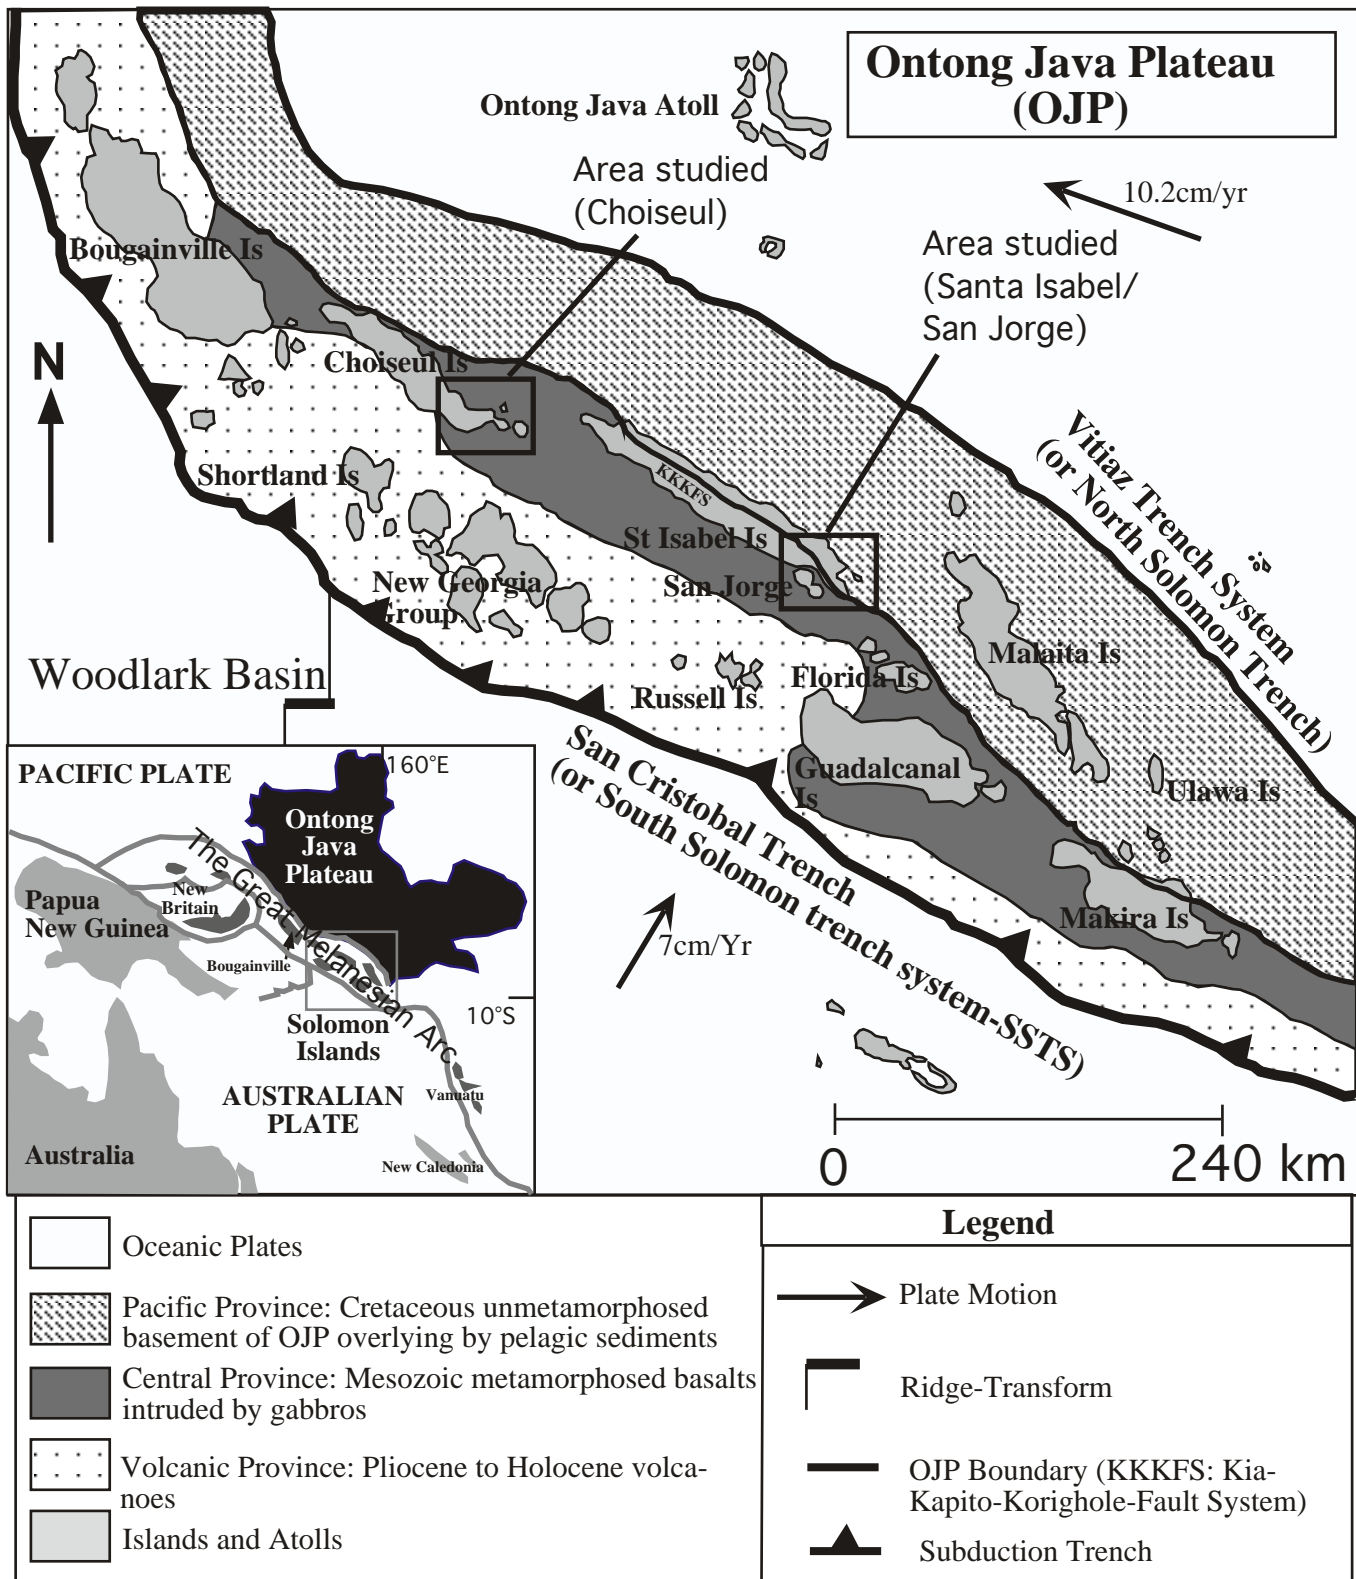 Ontong Java Plateau
(OJP)
Ontong Java Atoll
Area studied
(Choiseul)
10.2cm/yr
Area studied
(Santa Isabel/
San Jorge)
Bougainville Is
N
Choiseul Is
Vitiaz Trench System
(or North Solomon Trench)
Shortland Is
KKKFS
St Isabel Is
San Jorge
New Georgia
Group
Malaita Is
Woodlark Basin
Russell Is
Florida Is
Guadalcanal
Is
Ulawa Is
San Cristobal Trench
(or South Solomon trench system-SSTS)
Makira Is
7cm/Yr
0
240 km
PACIFIC PLATE
160°E
Ontong
Java
Plateau
The Great Melanesian Arc
New
Britain
Papua
New Guinea
Bougainville
10°S
Solomon
Islands
AUSTRALIAN
PLATE
Vanuatu
Australia
New Caledonia
Oceanic Plates
Pacific Province: Cretaceous unmetamorphosed
basement of OJP overlying by pelagic sediments
Central Province: Mesozoic metamorphosed basalts
intruded by gabbros
Volcanic Province: Pliocene to Holocene volca-
noes
Islands and Atolls
Legend
Plate Motion
Ridge-Transform
OJP Boundary (KKKFS: Kia-
Kapito-Korighole-Fault System)
Subduction Trench